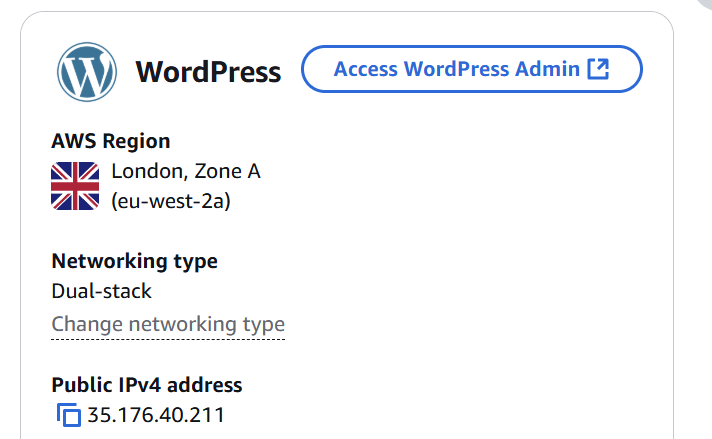 WordPress
Access WordPress Admin
AWS Region
London, Zone A
(eu-west-2a)
Networking type
Dual-stack
Change networking type
Public IPv4 address
35.176.40.211